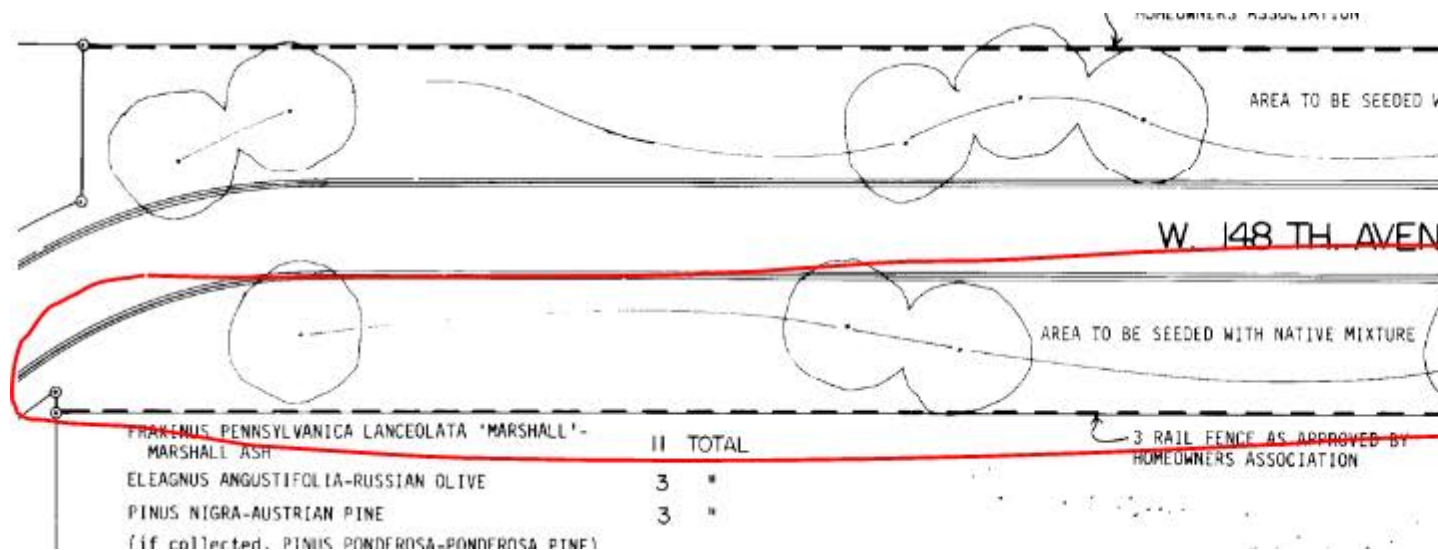 HOMEOWNERS ASSOCIATION
AREA TO BE SEEDED
W. 148 TH. AVEN
AREA TO BE SEEDED WITH NATIVE MIXTURE
FRAXINUS PENNSYLVANICA LANCEOLATA 'MARSHALL'-
MARSHALL ASH
11 TOTAL
3 RAIL FENCE AS APPROVED BY
HOMEOWNERS ASSOCIATION
ELEAGNUS ANGUSTIFOLIA-RUSSIAN OLIVE 3 "
PINUS NIGRA-AUSTRIAN PINE 3 "
(if collected, PINUS PONDEROSA-PONDEROSA PINE)